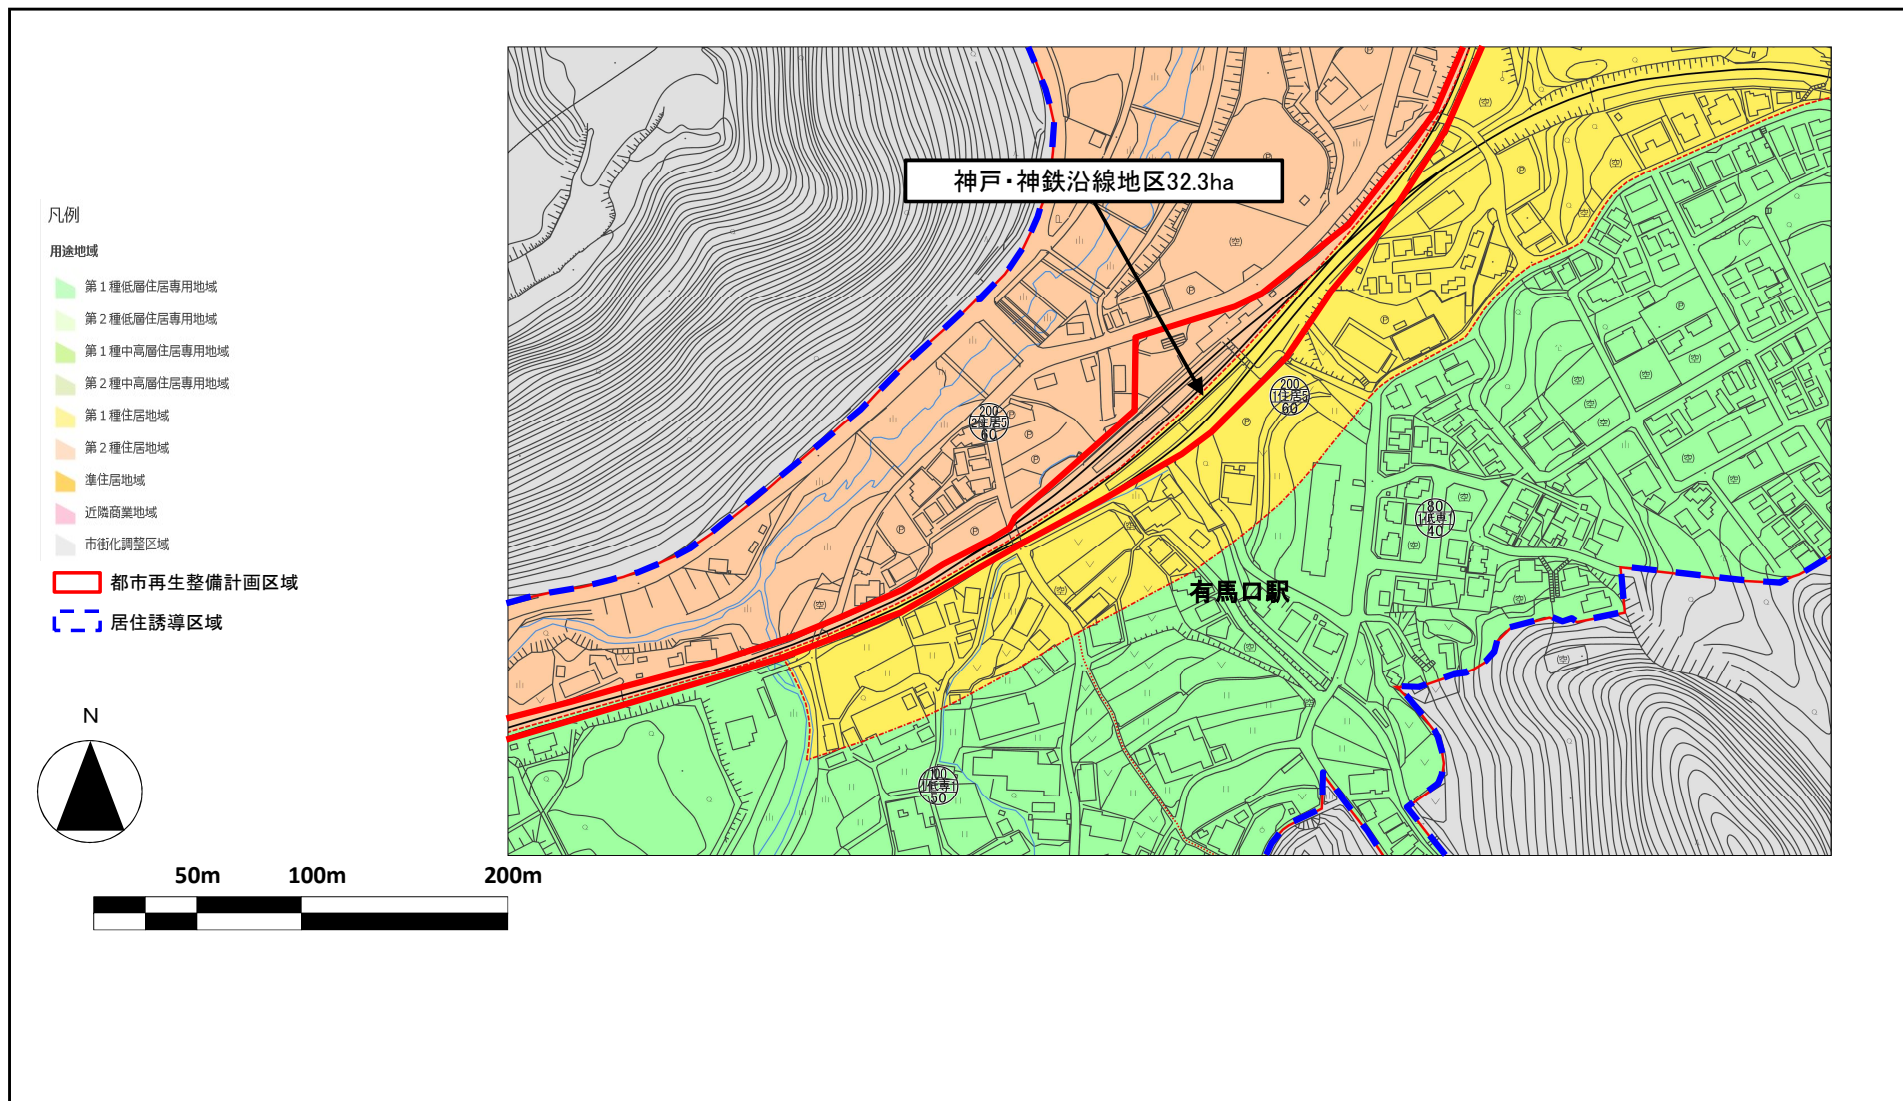 神戸・神鉄沿線地区32.3ha
凡例
用途地域
第1種低層住居専用地域
第2種低層住居専用地域
第1種中高層住居専用地域
第2種中高層住居専用地域
第1種住居地域
第2種住居地域
準住居地域
近隣商業地域
市街化調整区域
都市再生整備計画区域
居住誘導区域
200
2住居5
60
200
1住居5
60
80
1低専1
40
有馬口駅
100
1低専1
50
N
50m 100m 200m